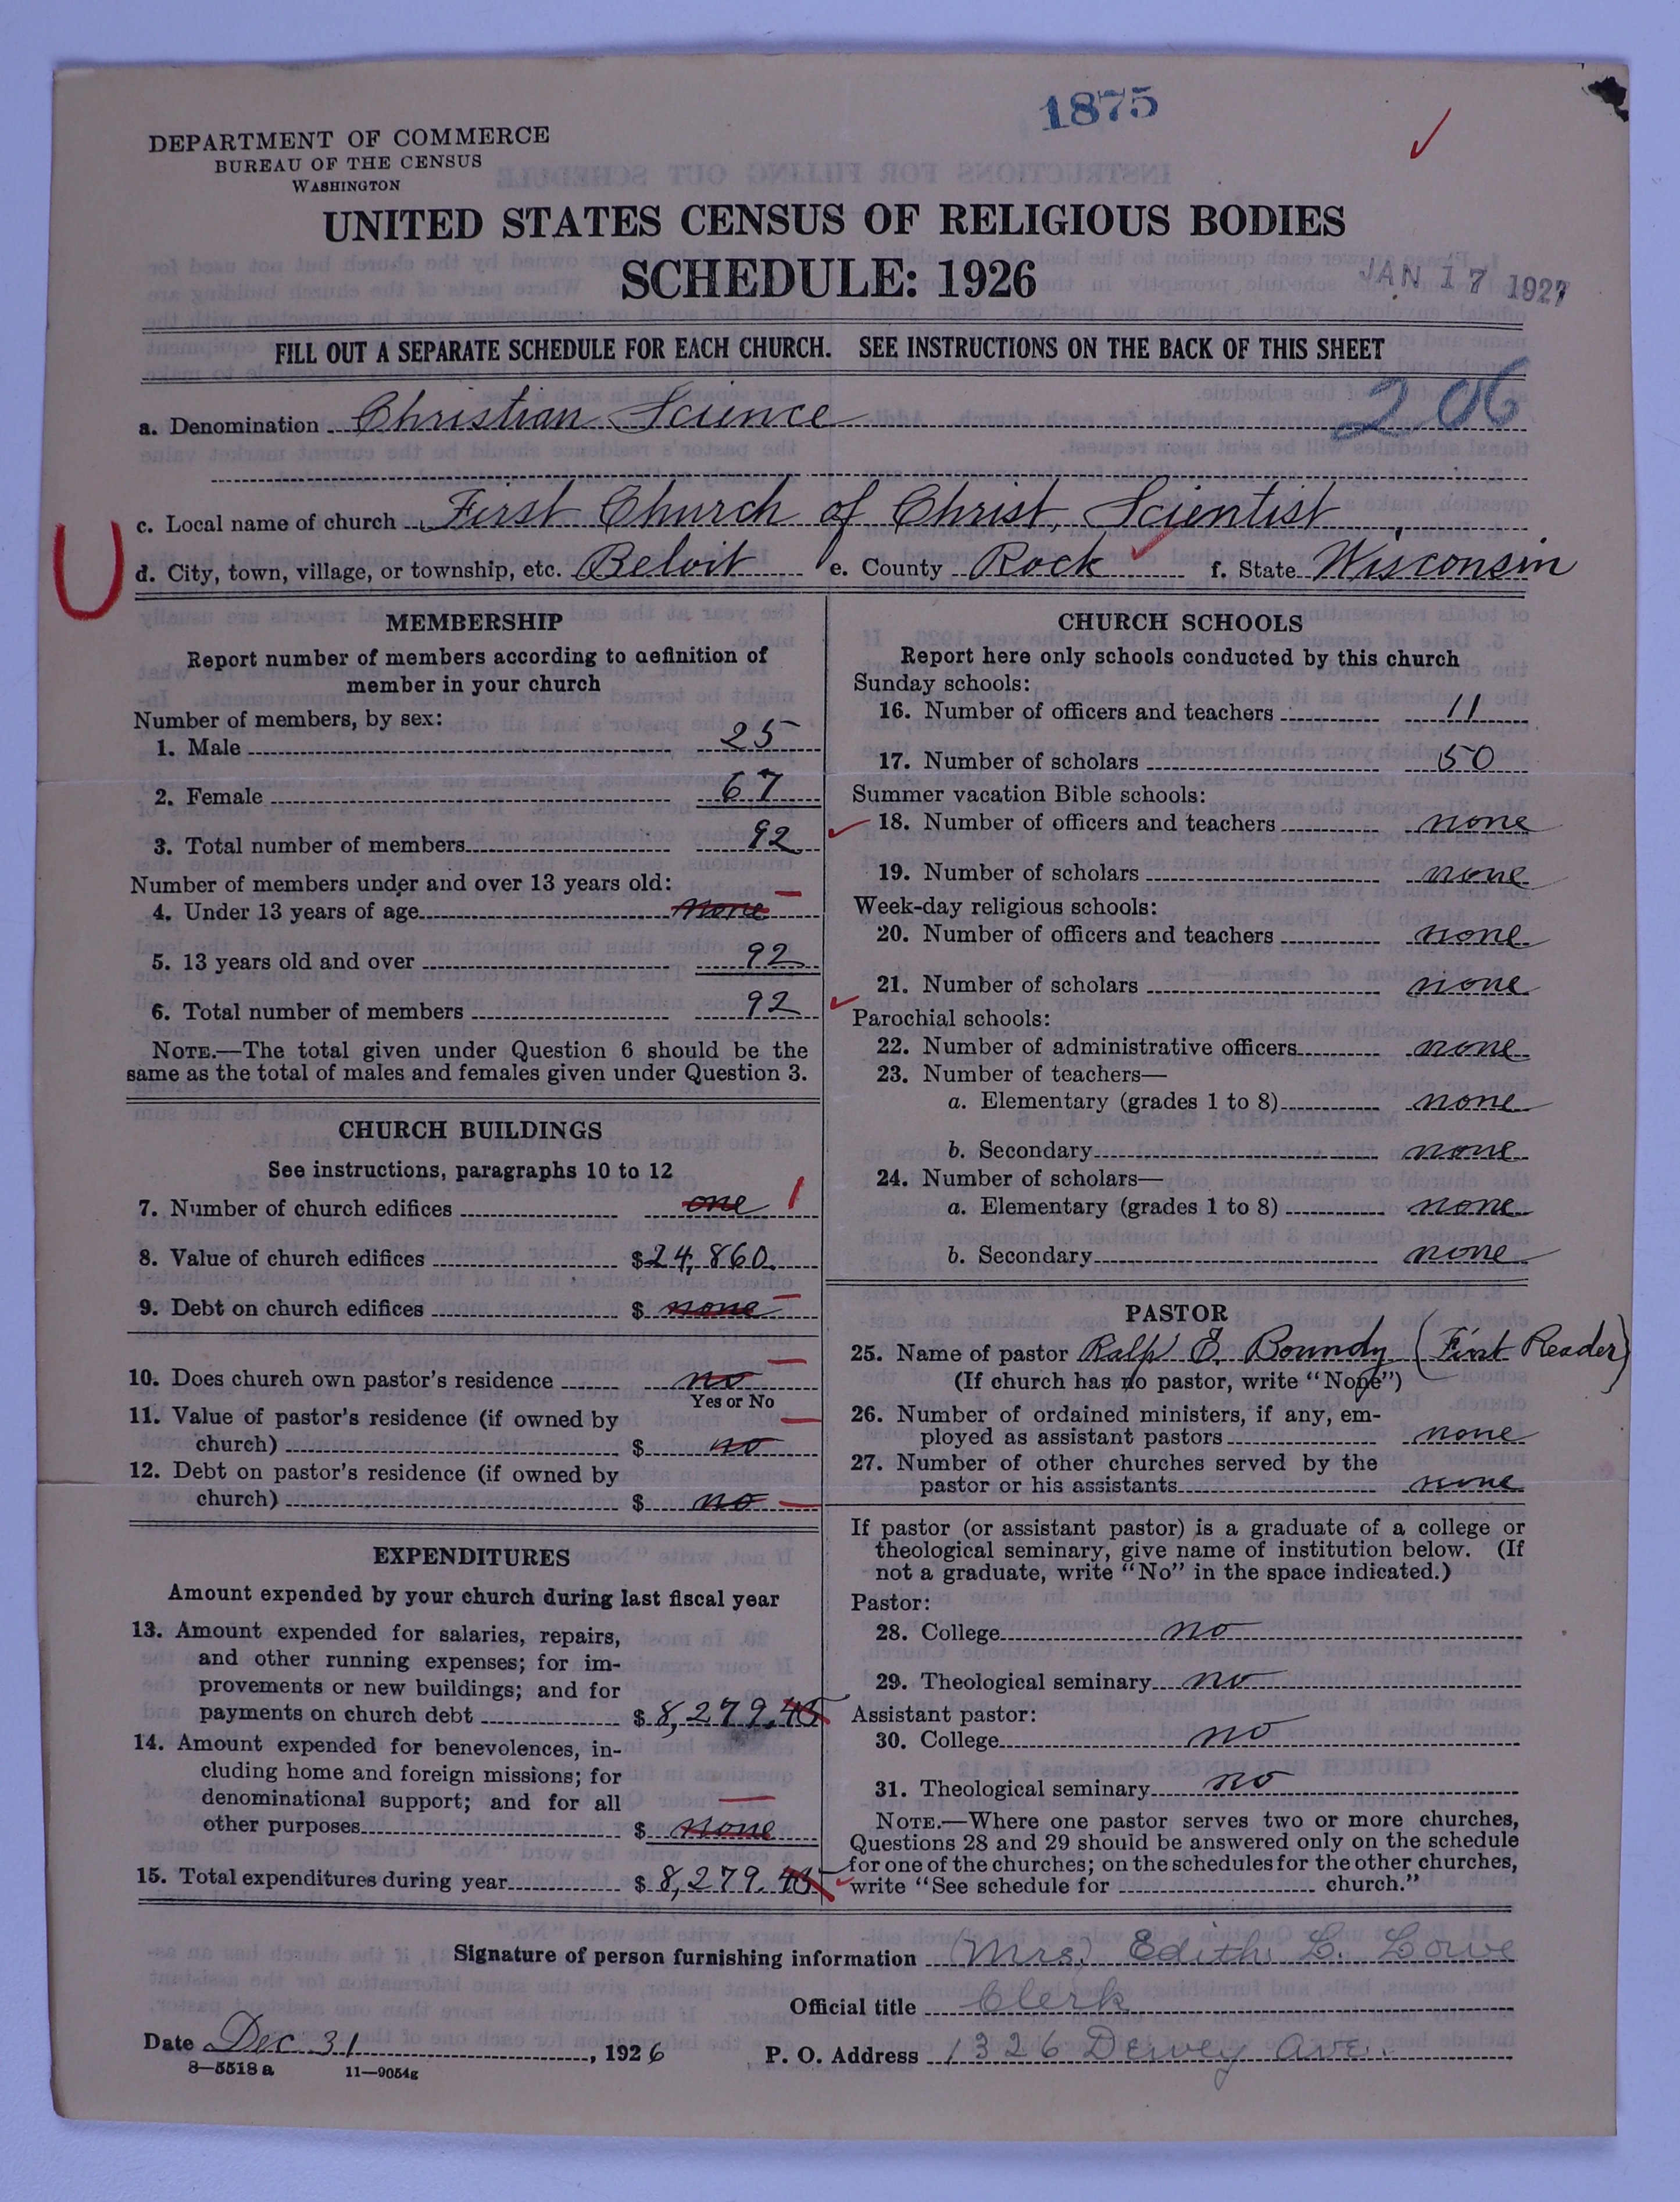 1875
DEPARTMENT OF COMMERCE
BUREAU OF THE CENSUS
WASHINGTON
UNITED STATES CENSUS OF RELIGIOUS BODIES
SCHEDULE: 1926
JAN 17 1927
FILL OUT A SEPARATE SCHEDULE FOR EACH CHURCH. SEE INSTRUCTIONS ON THE BACK OF THIS SHEET
206
a. Denomination Christian Science
c. Local name of church First Church of Christ, Scientist
d. City, town, village, or township, etc. Beloit e. County Rock f. State Wisconsin
MEMBERSHIP
Report number of members according to definition of
member in your church
Number of members, by sex:
1. Male 25
2. Female 67
3. Total number of members 92
Number of members under and over 13 years old:
4. Under 13 years of age none –
5. 13 years old and over 92
6. Total number of members 92
NOTE.—The total given under Question 6 should be the
same as the total of males and females given under Question 3.
CHURCH BUILDINGS
See instructions, paragraphs 10 to 12
7. Number of church edifices one 1
8. Value of church edifices $24,860.
9. Debt on church edifices $ none –
10. Does church own pastor's residence no –
Yes or No
11. Value of pastor's residence (if owned by
church) $ no –
12. Debt on pastor's residence (if owned by
church) $ no –
EXPENDITURES
Amount expended by your church during last fiscal year
13. Amount expended for salaries, repairs,
and other running expenses; for im-
provements or new buildings; and for
payments on church debt $ 8,279.45
14. Amount expended for benevolences, in-
cluding home and foreign missions; for
denominational support; and for all
other purposes $ none –
15. Total expenditures during year $ 8,279.45
CHURCH SCHOOLS
Report here only schools conducted by this church
Sunday schools:
16. Number of officers and teachers 11
17. Number of scholars 50
Summer vacation Bible schools:
18. Number of officers and teachers none
19. Number of scholars none
Week-day religious schools:
20. Number of officers and teachers none
21. Number of scholars none
Parochial schools:
22. Number of administrative officers none
23. Number of teachers—
a. Elementary (grades 1 to 8) none
b. Secondary none
24. Number of scholars—
a. Elementary (grades 1 to 8) none
b. Secondary none
PASTOR
25. Name of pastor Ralp E. Boundy (First Reader)
(If church has no pastor, write "None")
26. Number of ordained ministers, if any, em-
ployed as assistant pastors none
27. Number of other churches served by the
pastor or his assistants none
If pastor (or assistant pastor) is a graduate of a college or
theological seminary, give name of institution below. (If
not a graduate, write "No" in the space indicated.)
Pastor:
28. College no
29. Theological seminary no
Assistant pastor:
30. College no
31. Theological seminary no
NOTE.—Where one pastor serves two or more churches,
Questions 28 and 29 should be answered only on the schedule
for one of the churches; on the schedules for the other churches,
write "See schedule for church."
Signature of person furnishing information (Mrs) Edith L. Lowe
Official title Clerk
Date Dec 31, 1926 P. O. Address 1326 Dewey Ave.
8—5518 a 11—9054g